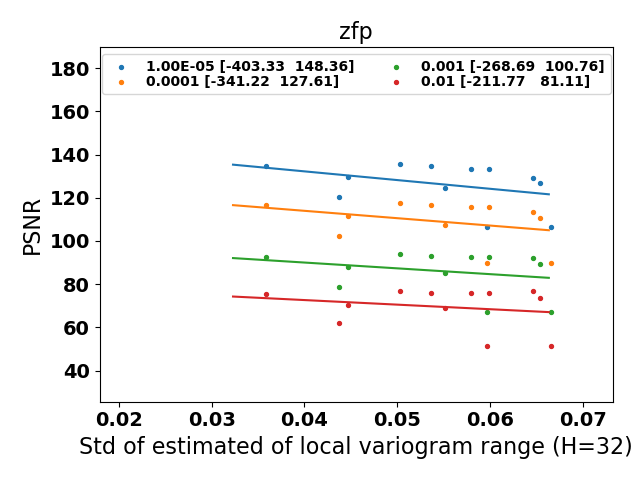 zfp
1.00E-05 [-403.33 148.36]
0.0001 [-341.22 127.61]
0.001 [-268.69 100.76]
0.01 [-211.77 81.11]
PSNR
180
160
140
120
100
80
60
40
0.02 0.03 0.04 0.05 0.06 0.07
Std of estimated of local variogram range (H=32)